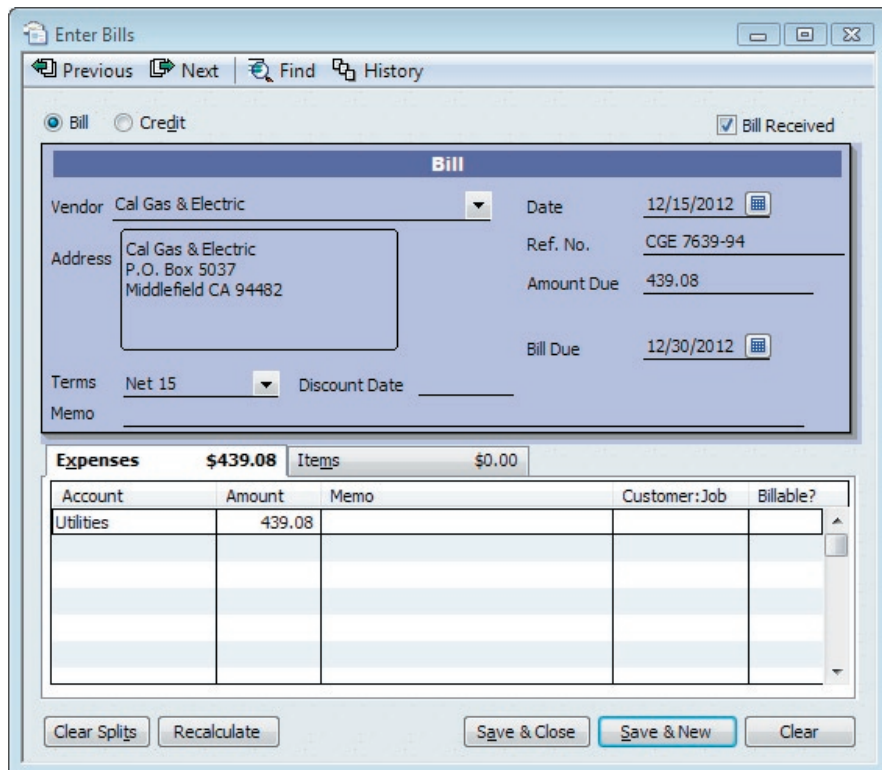 Enter Bills
Previous Next Find History
Bill Credit Bill Received
Bill
Vendor Cal Gas & Electric Date 12/15/2012
Address Cal Gas & Electric Ref. No. CGE 7639-94
P.O. Box 5037
Middlefield CA 94482 Amount Due 439.08
Bill Due 12/30/2012
Terms Net 15 Discount Date
Memo
Expenses $439.08 Items $0.00
Account Amount Memo Customer:Job Billable?
Utilities 439.08
Clear Splits Recalculate Save & Close Save & New Clear